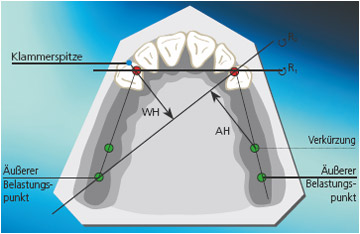 R₂
Klammerspitze
R₁
WH
AH
Verkürzung
Äußerer
Belastungs-
punkt
Äußerer
Belastungs-
punkt